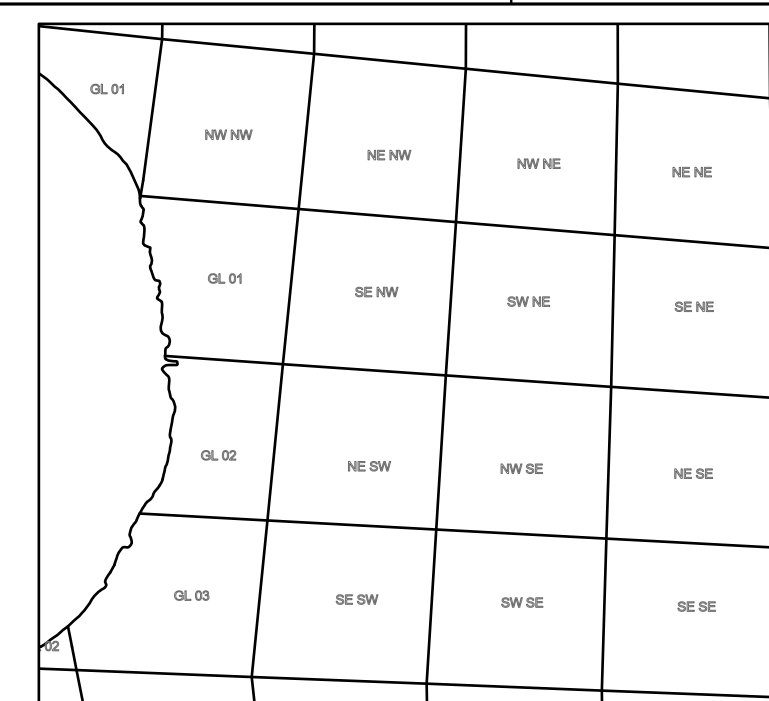 GL 01
NW NW
NE NW
NW NE
NE NE
GL 01
SE NW
SW NE
SE NE
GL 02
NE SW
NW SE
NE SE
GL 03
SE SW
SW SE
SE SE
02